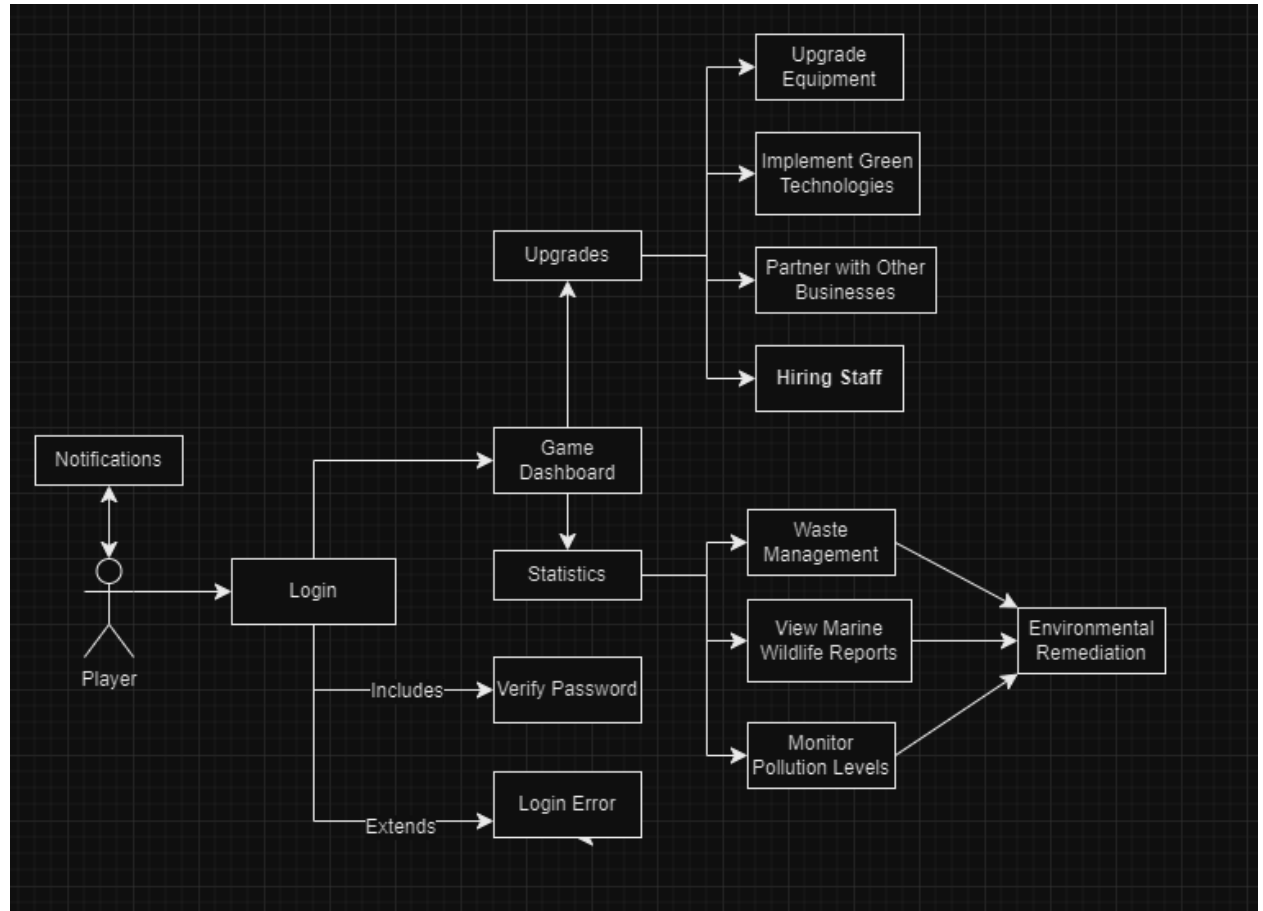 Upgrade
Equipment
Implement Green
Technologies
Upgrades
Partner with Other
Businesses
Hiring Staff
Notifications
Game
Dashboard
Waste
Management
Login
Statistics
View Marine
Wildlife Reports
Environmental
Remediation
Player
Includes
Verify Password
Monitor
Pollution Levels
Extends
Login Error